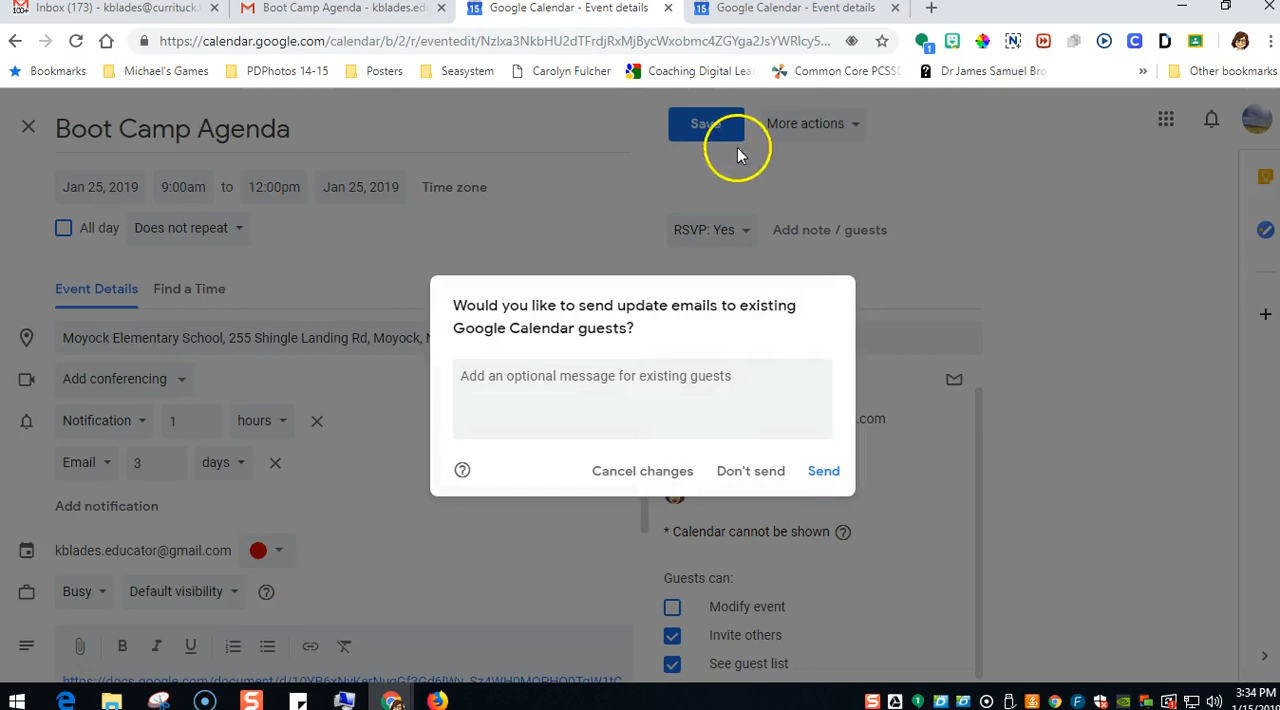 Inbox (173) - kblades@currituck.
Boot Camp Agenda - kblades.ed
Google Calendar - Event details
Google Calendar - Event details
https://calendar.google.com/calendar/b/2/r/eventedit/Nzlxa3NkbHU2dTFrdjRxMjBycWxobmc4ZGYga2JsYWRlcy5...
Bookmarks
Michael's Games
PDPhotos 14-15
Posters
Seasystem
Carolyn Fulcher
Coaching Digital Lea
Common Core PCSSD
Dr James Samuel Bro
»
Other bookmarks
Boot Camp Agenda
Save
More actions
Jan 25, 2019
9:00am
to
12:00pm
Jan 25, 2019
Time zone
All day
Does not repeat
RSVP: Yes
Add note / guests
Event Details
Find a Time
Would you like to send update emails to existing
Google Calendar guests?
Moyock Elementary School, 255 Shingle Landing Rd, Moyock,
Add conferencing
Add an optional message for existing guests
Notification
1
hours
.com
Email
3
days
Cancel changes
Don't send
Send
Add notification
* Calendar cannot be shown
kblades.educator@gmail.com
Guests can:
Busy
Default visibility
Modify event
Invite others
B I U
See guest list
3:34 PM